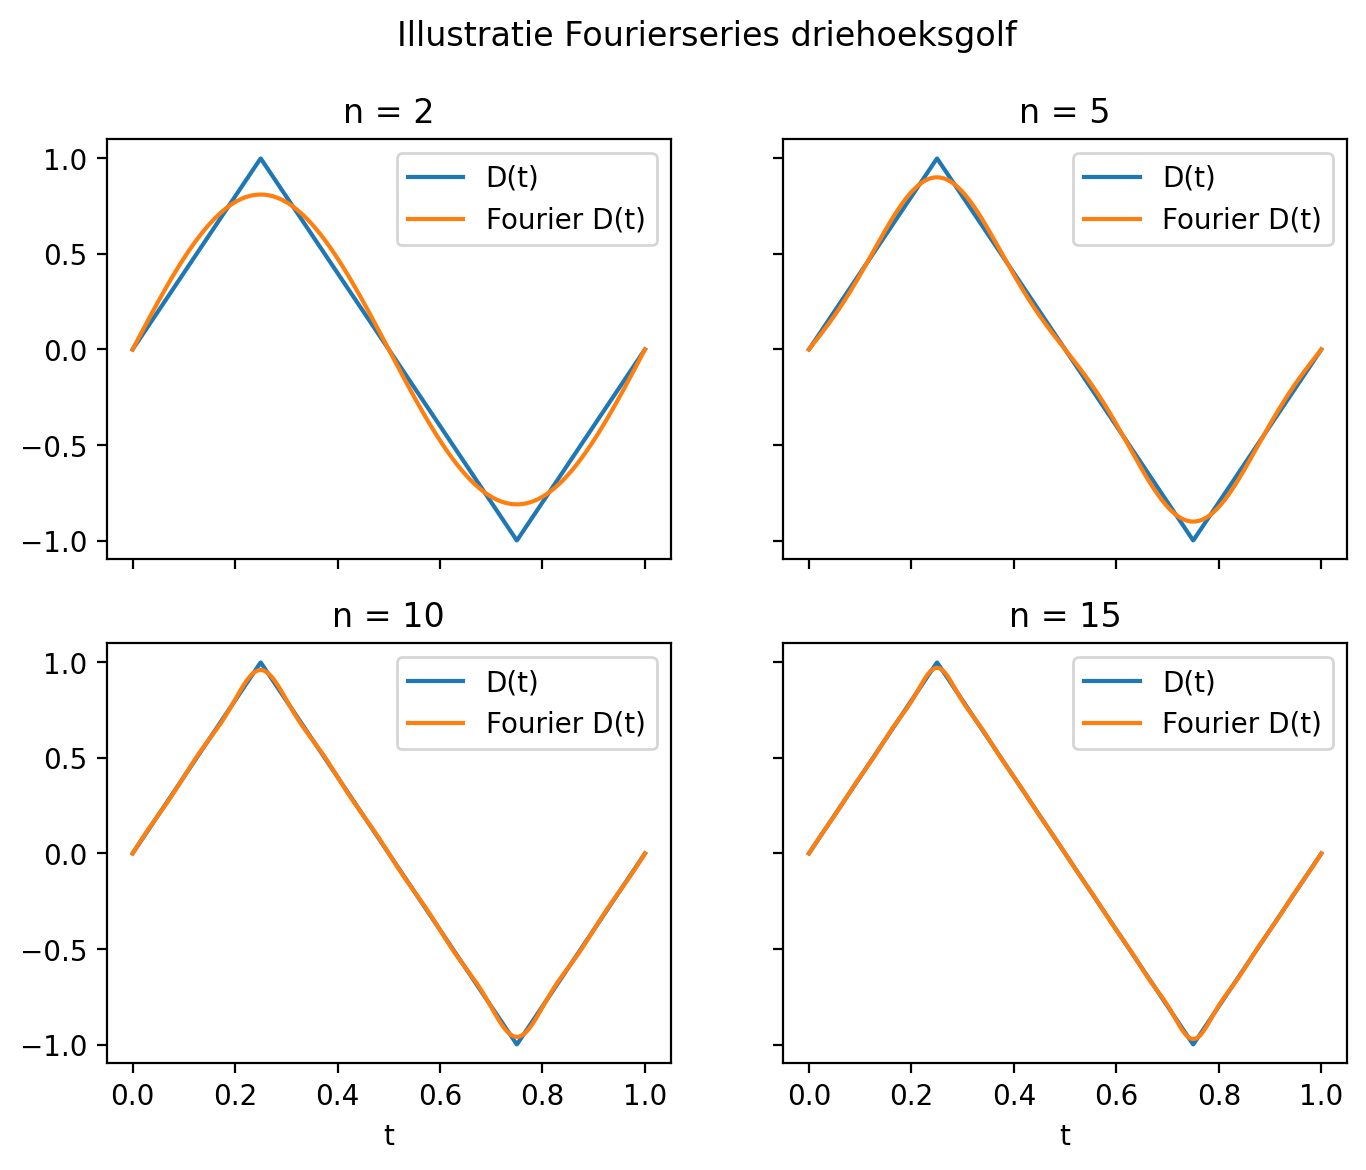 Illustratie Fourierseries driehoeksgolf
n = 2
1.0
0.5
0.0
−0.5
−1.0
D(t)
Fourier D(t)
n = 5
D(t)
Fourier D(t)
n = 10
1.0
0.5
0.0
−0.5
−1.0
D(t)
Fourier D(t)
0.0 0.2 0.4 0.6 0.8 1.0
t
n = 15
D(t)
Fourier D(t)
0.0 0.2 0.4 0.6 0.8 1.0
t